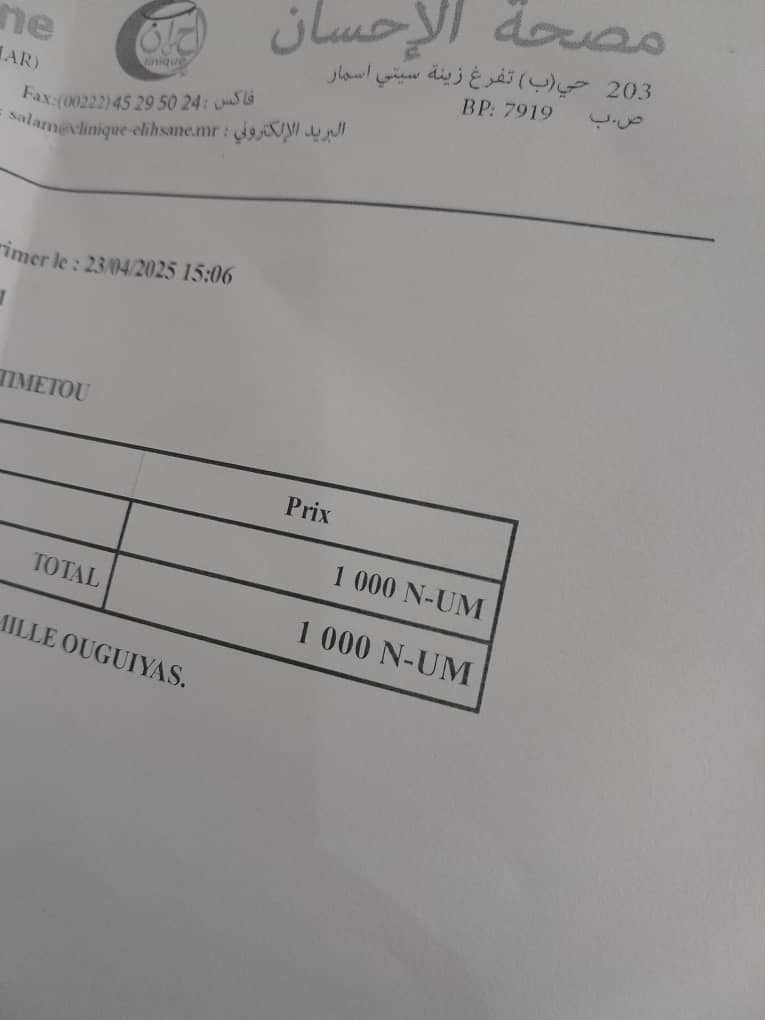 ne
مصحة الإحسان
إحسان
clinique
203 حي(ب) تفرغ زينة سيتي اسمار
AR)
BP: 7919 ص.ب
Fax:(00222) 45 29 50 24 : فاكس
: salam@clinique-elihsane.mr : البريد الإلكتروني
rimer le : 23/04/2025 15:06
TIMETOU
Prix
1 000 N-UM
TOTAL 1 000 N-UM
MILLE OUGUIYAS.